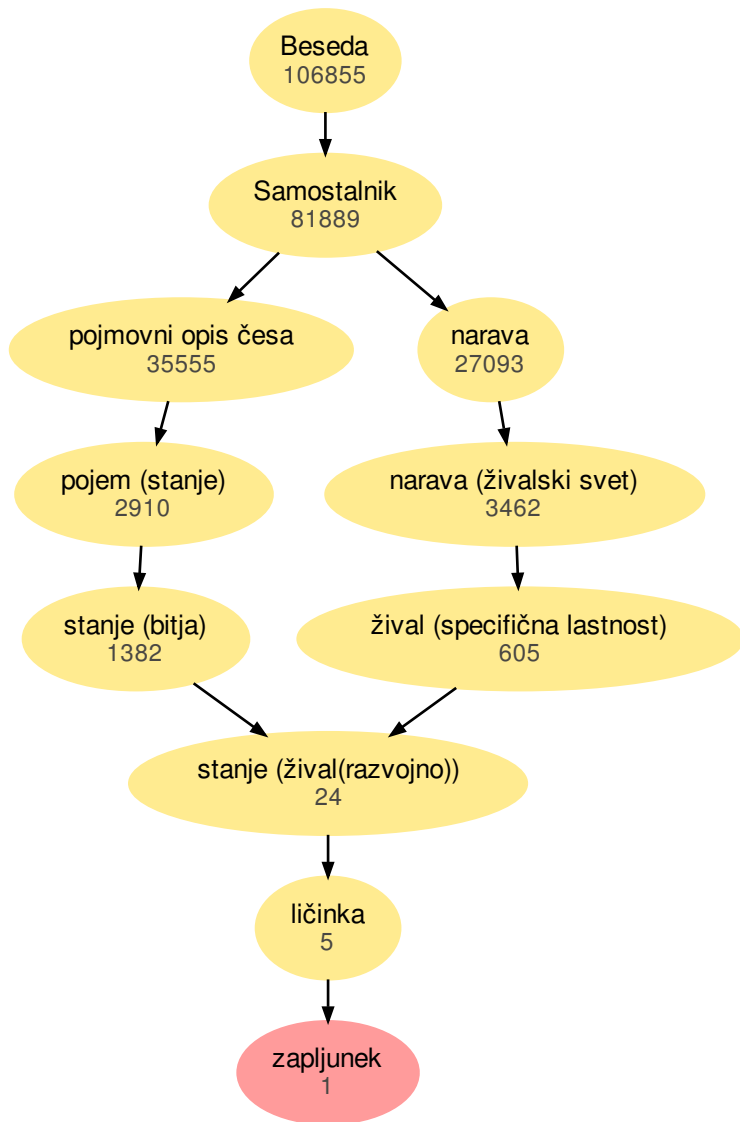 Beseda
106855
Samostalnik
81889
pojmovni opis česa
35555
narava
27093
pojem (stanje)
2910
narava (živalski svet)
3462
stanje (bitja)
1382
žival (specifična lastnost)
605
stanje (žival(razvojno))
24
ličinka
5
zapljunek
1